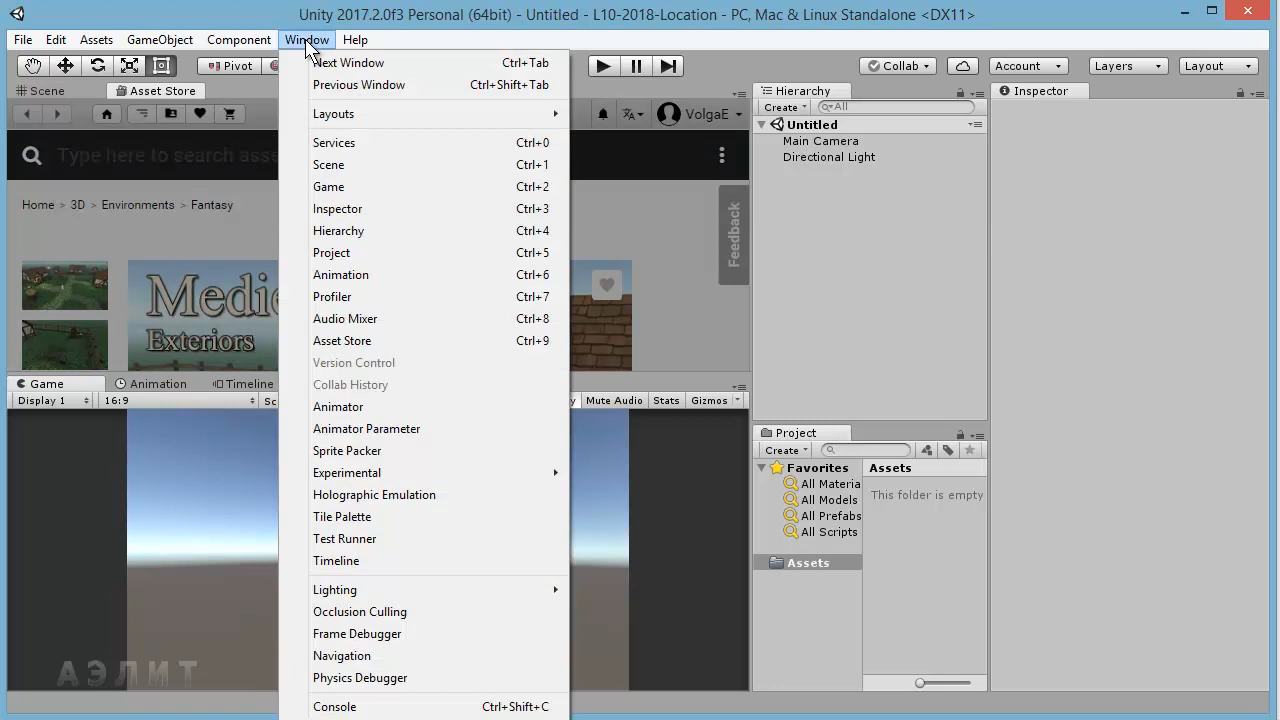 Unity 2017.2.0f3 Personal (64bit) - Untitled - L10-2018-Location - PC, Mac & Linux Standalone <DX11>
File Edit Assets GameObject Component Window Help
Pivot Collab Account Layers Layout
Scene Asset Store
VolgaE
Type here to search asse
Home > 3D > Environments > Fantasy
Medie
Exteriors
Feedback
Game Animation Timeline
Display 1 16:9 Sc Mute Audio Stats Gizmos
АЭЛИТ
Next Window Ctrl+Tab
Previous Window Ctrl+Shift+Tab
Layouts
Services Ctrl+0
Scene Ctrl+1
Game Ctrl+2
Inspector Ctrl+3
Hierarchy Ctrl+4
Project Ctrl+5
Animation Ctrl+6
Profiler Ctrl+7
Audio Mixer Ctrl+8
Asset Store Ctrl+9
Version Control
Collab History
Animator
Animator Parameter
Sprite Packer
Experimental
Holographic Emulation
Tile Palette
Test Runner
Timeline
Lighting
Occlusion Culling
Frame Debugger
Navigation
Physics Debugger
Console Ctrl+Shift+C
Hierarchy
Create All
Untitled
Main Camera
Directional Light
Project
Create
Favorites
All Materia
All Models
All Prefabs
All Scripts
Assets
Assets
This folder is empty
Inspector